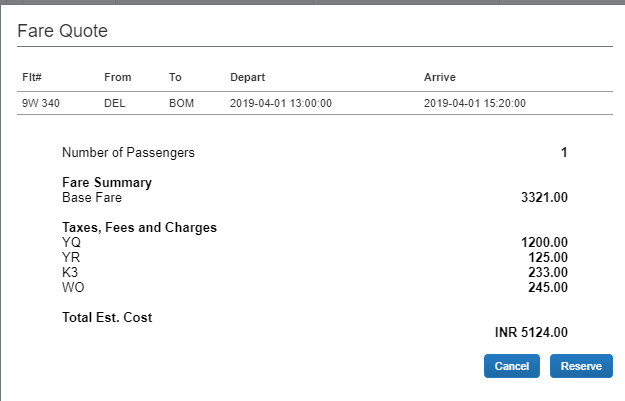 Fare Quote
Flt# From To Depart Arrive
9W 340 DEL BOM 2019-04-01 13:00:00 2019-04-01 15:20:00
Number of Passengers 1
Fare Summary
Base Fare 3321.00
Taxes, Fees and Charges
YQ 1200.00
YR 125.00
K3 233.00
WO 245.00
Total Est. Cost
INR 5124.00
Cancel Reserve